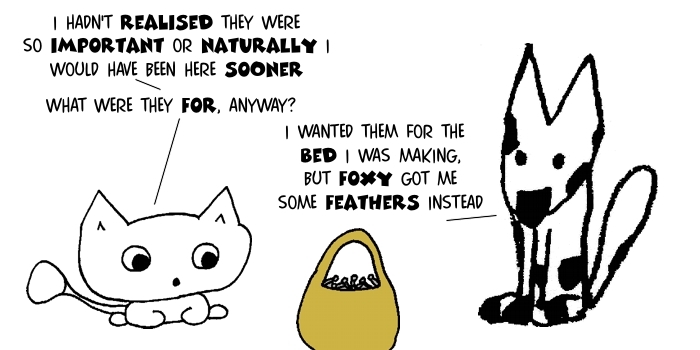 I HADN'T REALISED THEY WERE
SO IMPORTANT OR NATURALLY I
WOULD HAVE BEEN HERE SOONER
WHAT WERE THEY FOR, ANYWAY?
I WANTED THEM FOR THE
BED I WAS MAKING,
BUT FOXY GOT ME
SOME FEATHERS INSTEAD